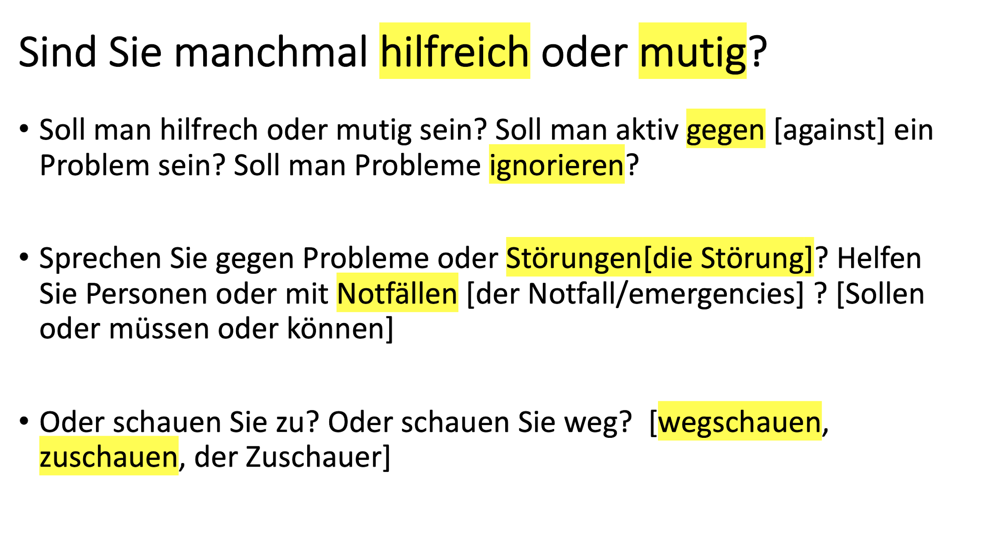 Sind Sie manchmal hilfreich oder mutig?
• Soll man hilfrech oder mutig sein? Soll man aktiv gegen [against] ein
Problem sein? Soll man Probleme ignorieren?
• Sprechen Sie gegen Probleme oder Störungen[die Störung]? Helfen
Sie Personen oder mit Notfällen [der Notfall/emergencies] ? [Sollen
oder müssen oder können]
• Oder schauen Sie zu? Oder schauen Sie weg?  [wegschauen,
zuschauen, der Zuschauer]